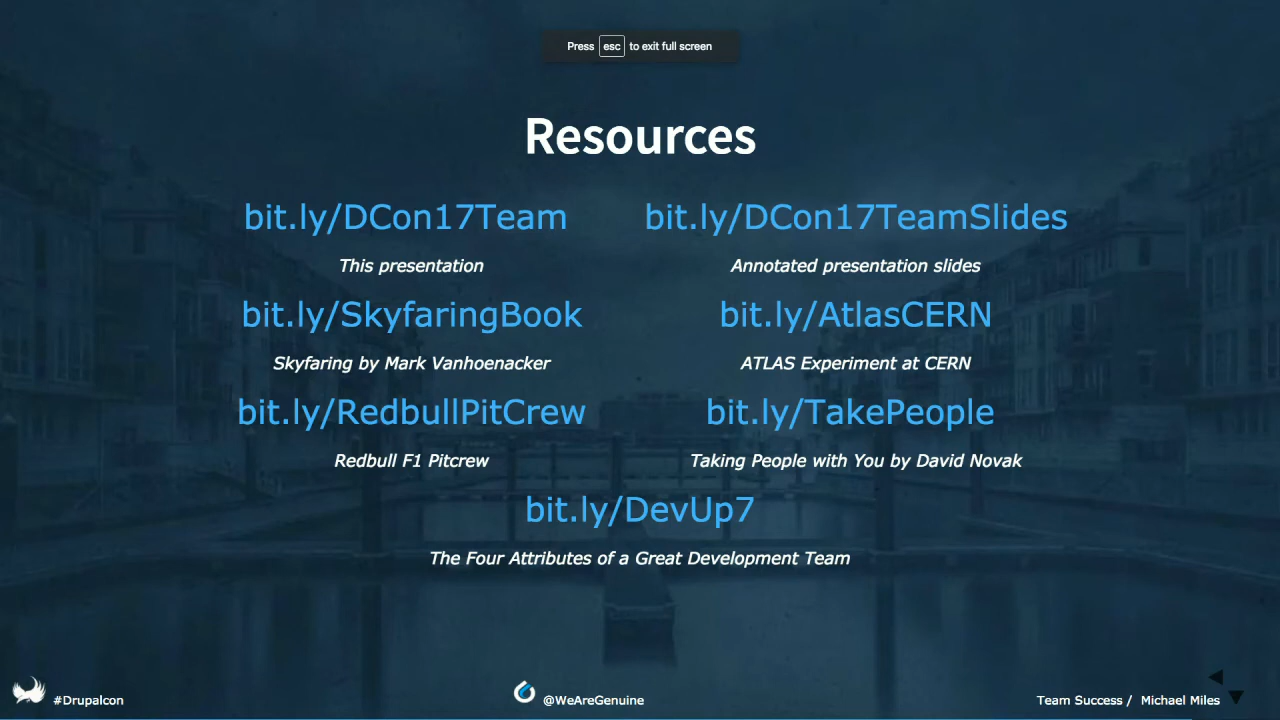 Press esc to exit full screen
Resources
bit.ly/DCon17Team
bit.ly/DCon17TeamSlides
This presentation
Annotated presentation slides
bit.ly/SkyfaringBook
bit.ly/AtlasCERN
Skyfaring by Mark Vanhoenacker
ATLAS Experiment at CERN
bit.ly/RedbullPitCrew
bit.ly/TakePeople
Redbull F1 Pitcrew
Taking People with You by David Novak
bit.ly/DevUp7
The Four Attributes of a Great Development Team
#Drupalcon
@WeAreGenuine
Team Success / Michael Miles